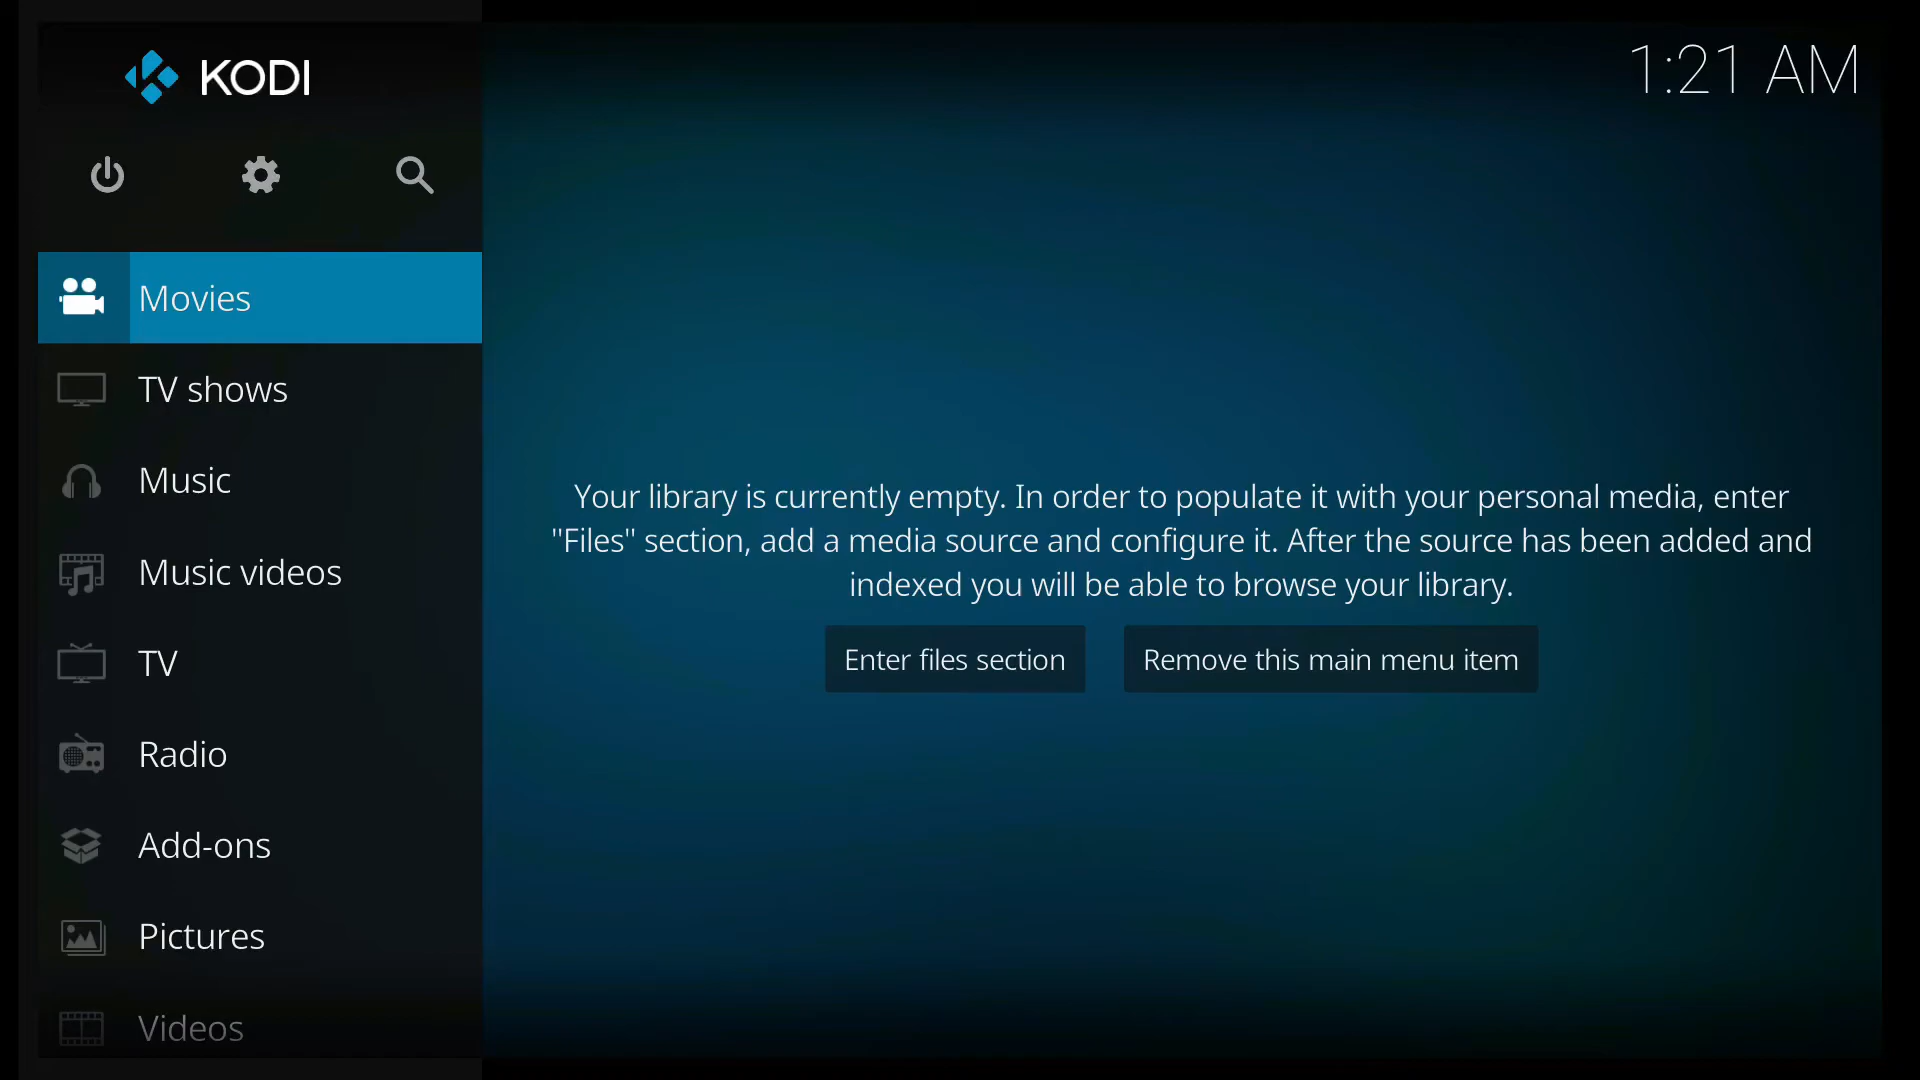 KODI
1:21 AM
Movies
TV shows
Music
Music videos
TV
Radio
Add-ons
Pictures
Videos
Your library is currently empty. In order to populate it with your personal media, enter
"Files" section, add a media source and configure it. After the source has been added and
indexed you will be able to browse your library.
Enter files section
Remove this main menu item